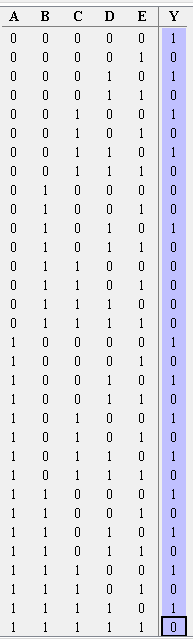 A B C D E Y
0 0 0 0 0 1
0 0 0 0 1 0
0 0 0 1 0 1
0 0 0 1 1 0
0 0 1 0 0 1
0 0 1 0 1 0
0 0 1 1 0 1
0 0 1 1 1 0
0 1 0 0 0 0
0 1 0 0 1 0
0 1 0 1 0 1
0 1 0 1 1 0
0 1 1 0 0 0
0 1 1 0 1 0
0 1 1 1 0 0
0 1 1 1 1 0
1 0 0 0 0 1
1 0 0 0 1 0
1 0 0 1 0 1
1 0 0 1 1 0
1 0 1 0 0 1
1 0 1 0 1 0
1 0 1 1 0 1
1 0 1 1 1 0
1 1 0 0 0 0
1 1 0 0 1 0
1 1 0 1 0 1
1 1 0 1 1 0
1 1 1 0 0 1
1 1 1 0 1 0
1 1 1 1 0 1
1 1 1 1 1 0